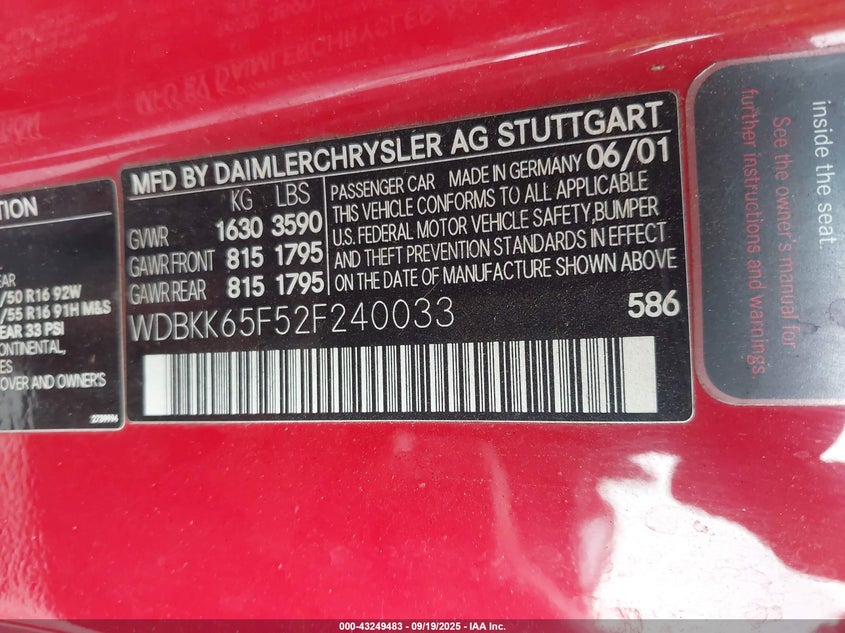 MFD BY DAIMLERCHRYSLER AG STUTTGART
KG LBS
GVWR 1630 3590
GAWR FRONT 815 1795
GAWR REAR 815 1795
PASSENGER CAR MADE IN GERMANY 06/01
THIS VEHICLE CONFORMS TO ALL APPLICABLE
U.S. FEDERAL MOTOR VEHICLE SAFETY, BUMPER
AND THEFT PREVENTION STANDARDS IN EFFECT
ON THE DATE OF MANUFACTURE SHOWN ABOVE
WDBKK65F52F240033
586
/50 R16 92W
/55 R16 91H M&S
EAR 33 PSI
CONTINENTAL,
OVER AND OWNER'S
2739996
inside the seat.
See the owner's manual for
further instructions and warnings.
000-43249483 - 09/19/2025 - IAA Inc.